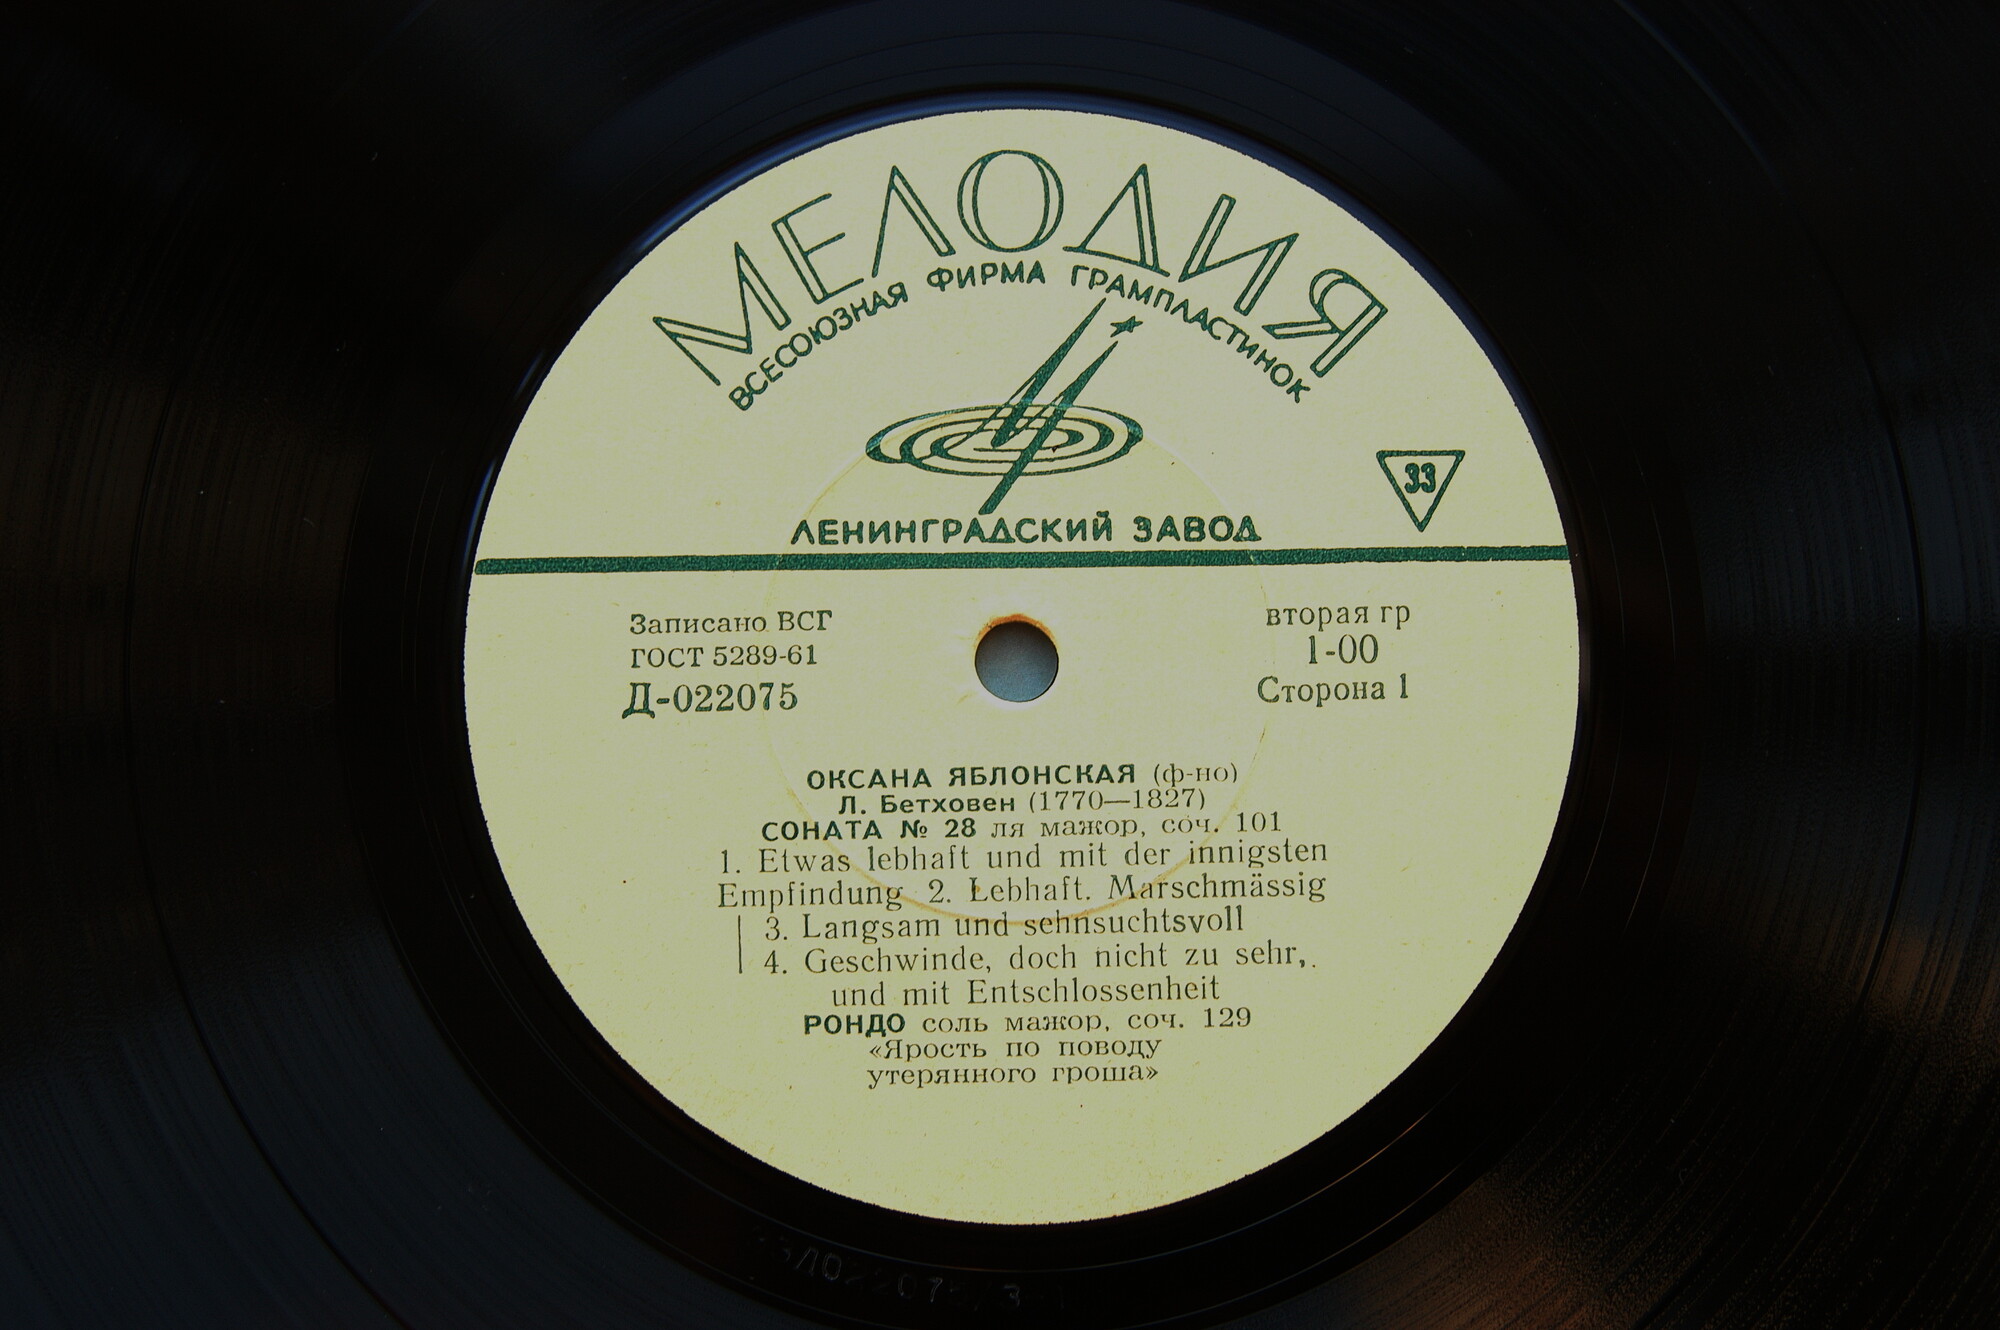 МЕЛОДИЯ
ВСЕСОЮЗНАЯ ФИРМА ГРАМПЛАСТИНОК
33
ЛЕНИНГРАДСКИЙ ЗАВОД
Записано ВСГ
ГОСТ 5289-61
Д-022075
вторая гр
1-00
Сторона 1
ОКСАНА ЯБЛОНСКАЯ (ф-но)
Л. Бетховен (1770—1827)
СОНАТА № 28 ля мажор, соч. 101
1. Etwas lebhaft und mit der innigsten
Empfindung 2. Lebhaft. Marschmässig
3. Langsam und sehnsuchtsvoll
4. Geschwinde, doch nicht zu sehr,
und mit Entschlossenheit
РОНДО соль мажор, соч. 129
«Ярость по поводу
утерянного гроша»